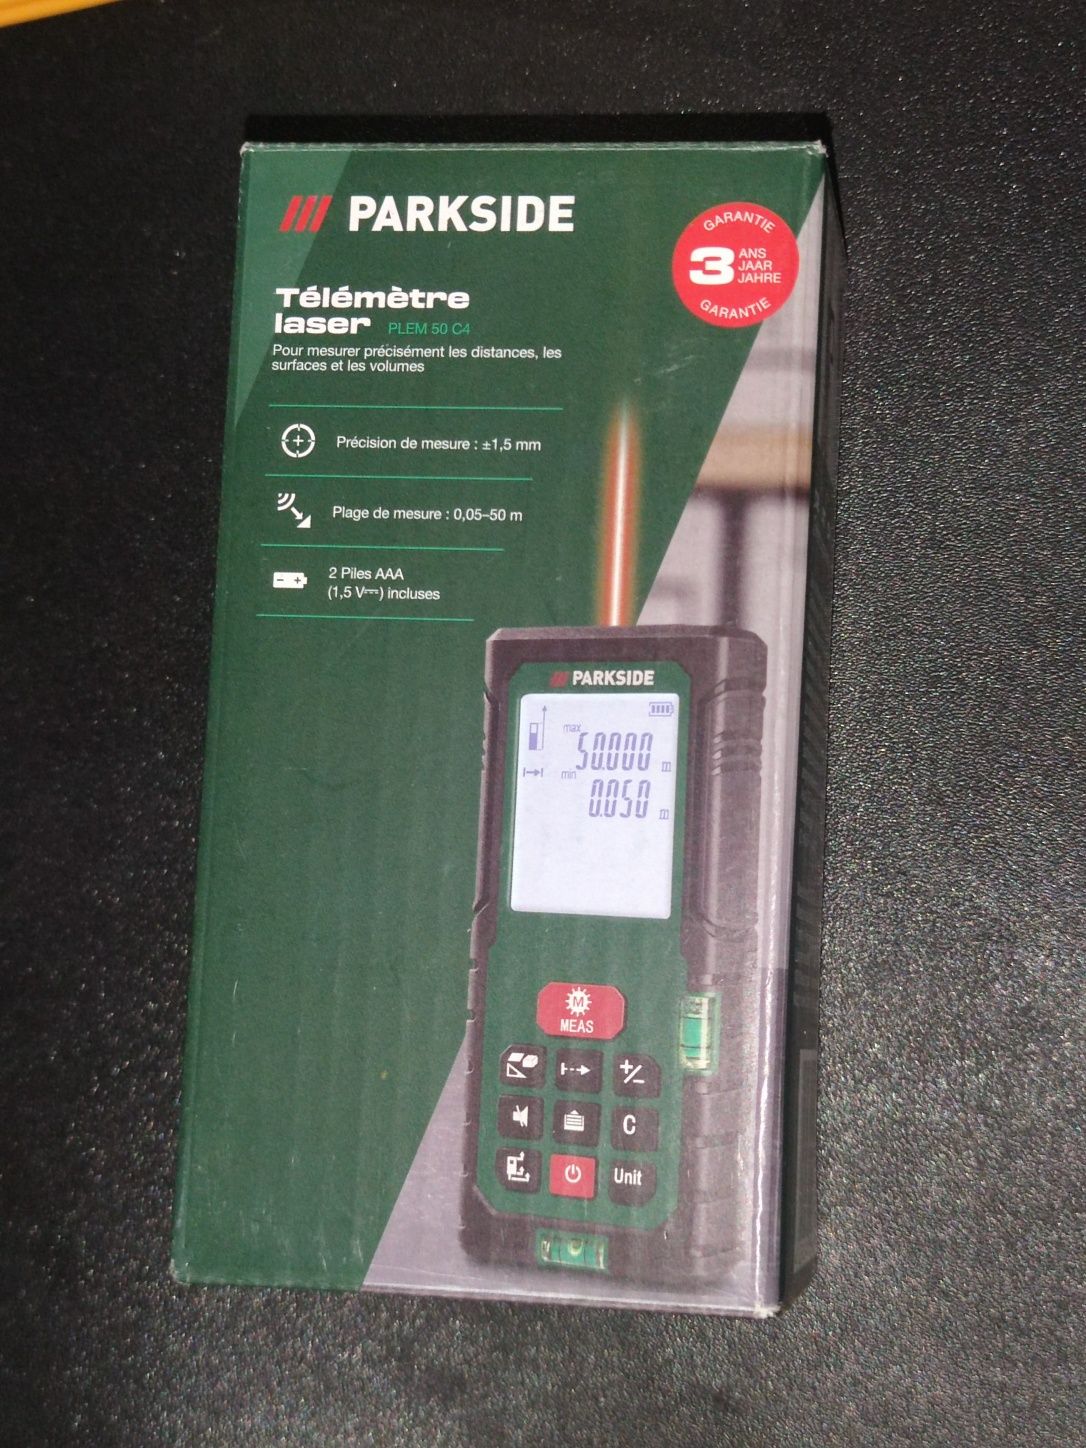 PARKSIDE
GARANTIE
3 ANS
JAAR
JAHRE
GARANTIE
Télémètre
laser PLEM 50 C4
Pour mesurer précisément les distances, les
surfaces et les volumes
Précision de mesure : ±1,5 mm
Plage de mesure : 0,05–50 m
2 Piles AAA
(1,5 V⎓) incluses
PARKSIDE
max
50.000 m
min
0.050 m
M
MEAS
+/−
C
Unit